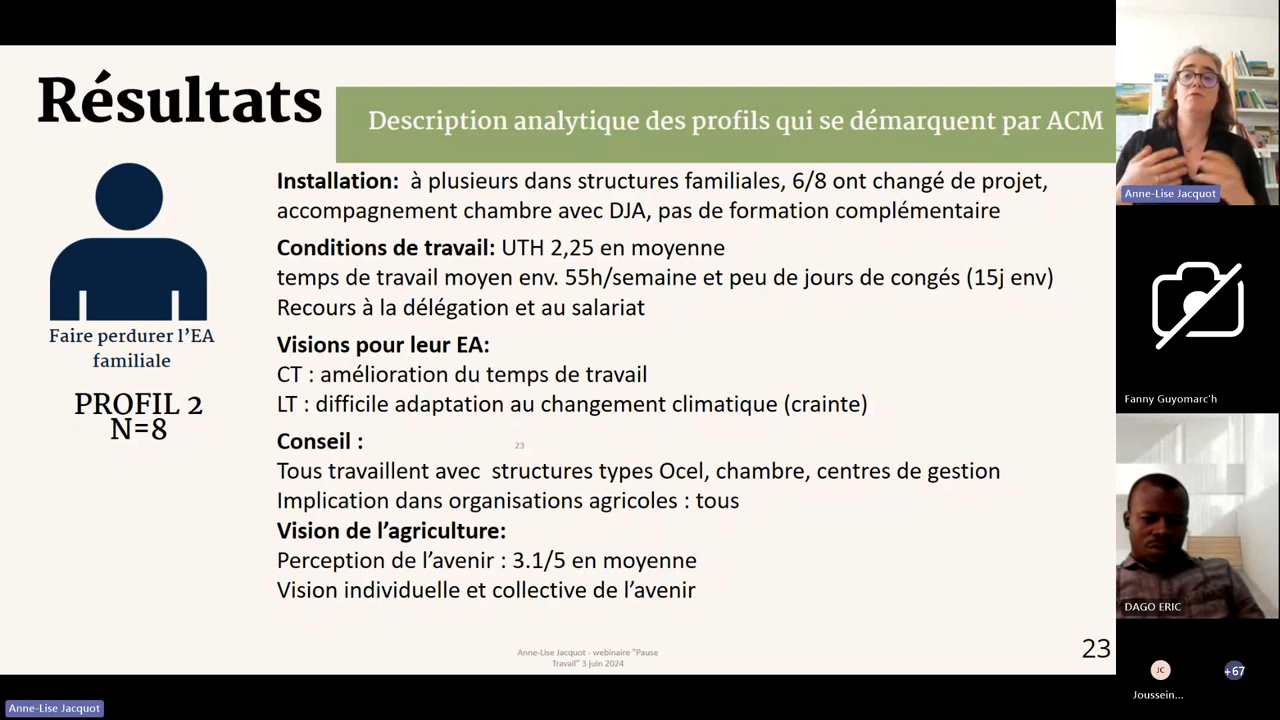 Résultats
Description analytique des profils qui se démarquent par ACM
Installation: à plusieurs dans structures familiales, 6/8 ont changé de projet,
accompagnement chambre avec DJA, pas de formation complémentaire
Conditions de travail: UTH 2,25 en moyenne
temps de travail moyen env. 55h/semaine et peu de jours de congés (15j env)
Recours à la délégation et au salariat
Visions pour leur EA:
CT : amélioration du temps de travail
LT : difficile adaptation au changement climatique (crainte)
Conseil :
23
Tous travaillent avec structures types Ocel, chambre, centres de gestion
Implication dans organisations agricoles : tous
Vision de l'agriculture:
Perception de l'avenir : 3.1/5 en moyenne
Vision individuelle et collective de l'avenir
Faire perdurer l'EA
familiale
PROFIL 2
N=8
Anne-Lise Jacquot - webinaire "Pause
Travail" 3 juin 2024
23
Anne-Lise Jacquot
Anne-Lise Jacquot
Fanny Guyomarc'h
DAGO ERIC
JC
Joussein...
+67